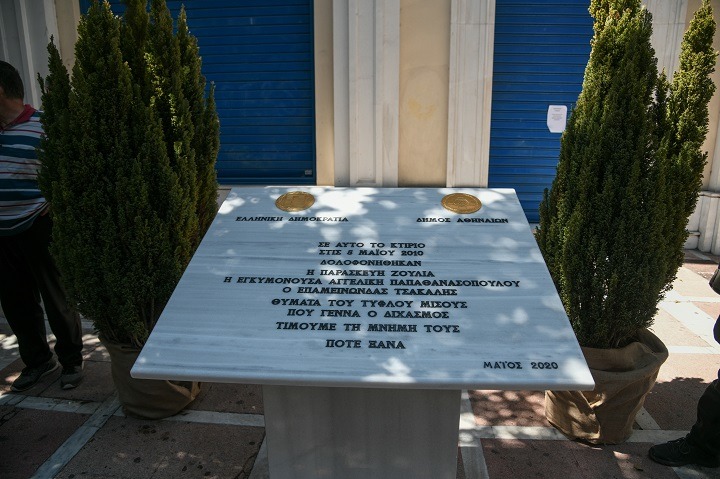 ΕΛΛΗΝΙΚΗ ΔΗΜΟΚΡΑΤΙΑ
ΔΗΜΟΣ ΑΘΗΝΑΙΩΝ
ΣΕ ΑΥΤΟ ΤΟ ΚΤΙΡΙΟ
ΣΤΙΣ 5 ΜΑΪΟΥ 2010
ΔΟΛΟΦΟΝΗΘΗΚΑΝ
Η ΠΑΡΑΣΚΕΥΗ ΖΟΥΛΙΑ
Η ΕΓΚΥΜΟΝΟΥΣΑ ΑΓΓΕΛΙΚΗ ΠΑΠΑΘΑΝΑΣΟΠΟΥΛΟΥ
Ο ΕΠΑΜΕΙΝΩΝΔΑΣ ΤΣΑΚΑΛΗΣ
ΘΥΜΑΤΑ ΤΟΥ ΤΥΦΛΟΥ ΜΙΣΟΥΣ
ΠΟΥ ΓΕΝΝΑ Ο ΔΙΧΑΣΜΟΣ
ΤΙΜΟΥΜΕ ΤΗ ΜΝΗΜΗ ΤΟΥΣ
ΠΟΤΕ ΞΑΝΑ
ΜΑΪΟΣ 2020